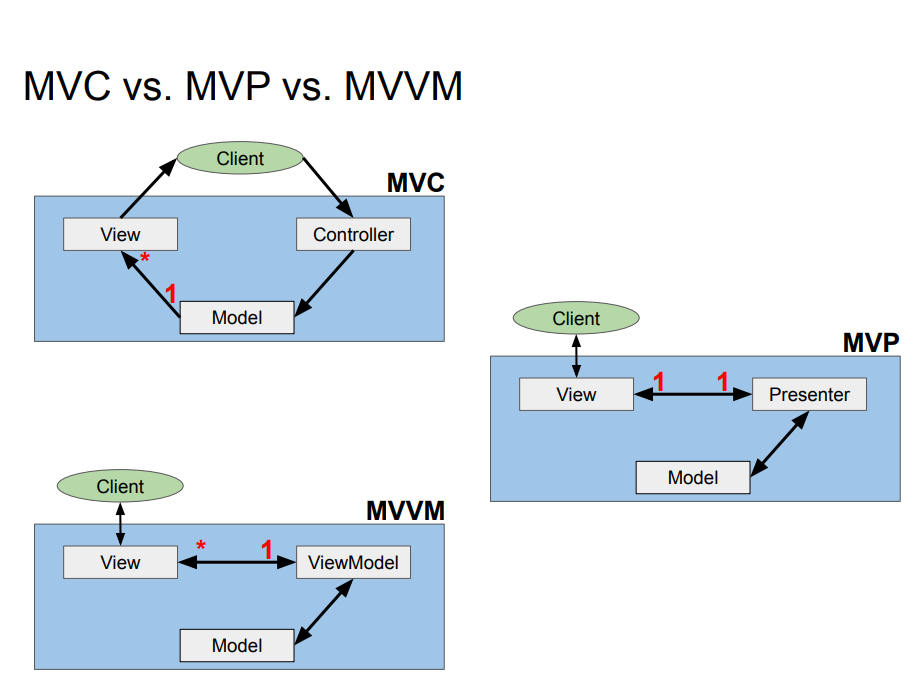 MVC vs. MVP vs. MVVM
Client
MVC
View
Controller
*
1
Model
Client
MVP
View
1
1
Presenter
Model
Client
MVVM
View
*
1
ViewModel
Model